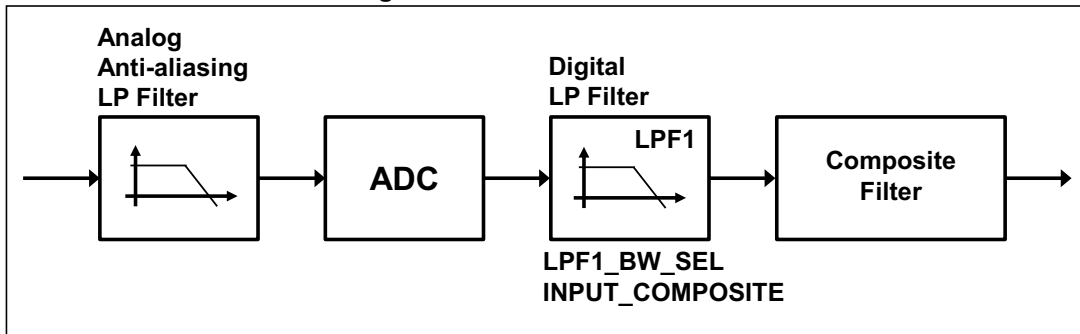 Analog
Anti-aliasing
LP Filter
ADC
Digital
LP Filter
LPF1
LPF1_BW_SEL
INPUT_COMPOSITE
Composite
Filter